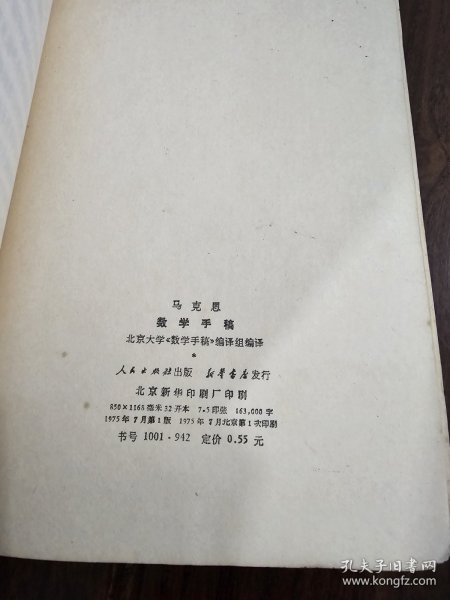 马克思
数学手稿
北京大学《数学手稿》编译组编译
*
人民出版社出版 新华书店发行
北京新华印刷厂印刷
850×1168毫米32开本 7.5印张 163,000字
1975年7月第1版 1975年7月北京第1次印刷
书号 1001·942 定价 0.55元
孔夫子旧书网
www.kongfz.com